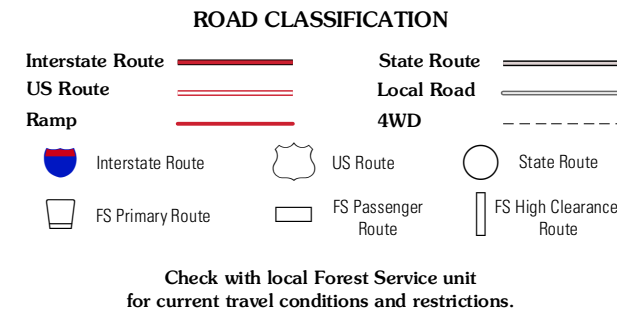 ROAD CLASSIFICATION
Interstate Route
State Route
US Route
Local Road
Ramp
4WD
Interstate Route
US Route
State Route
FS Primary Route
FS Passenger
Route
FS High Clearance
Route
Check with local Forest Service unit
for current travel conditions and restrictions.